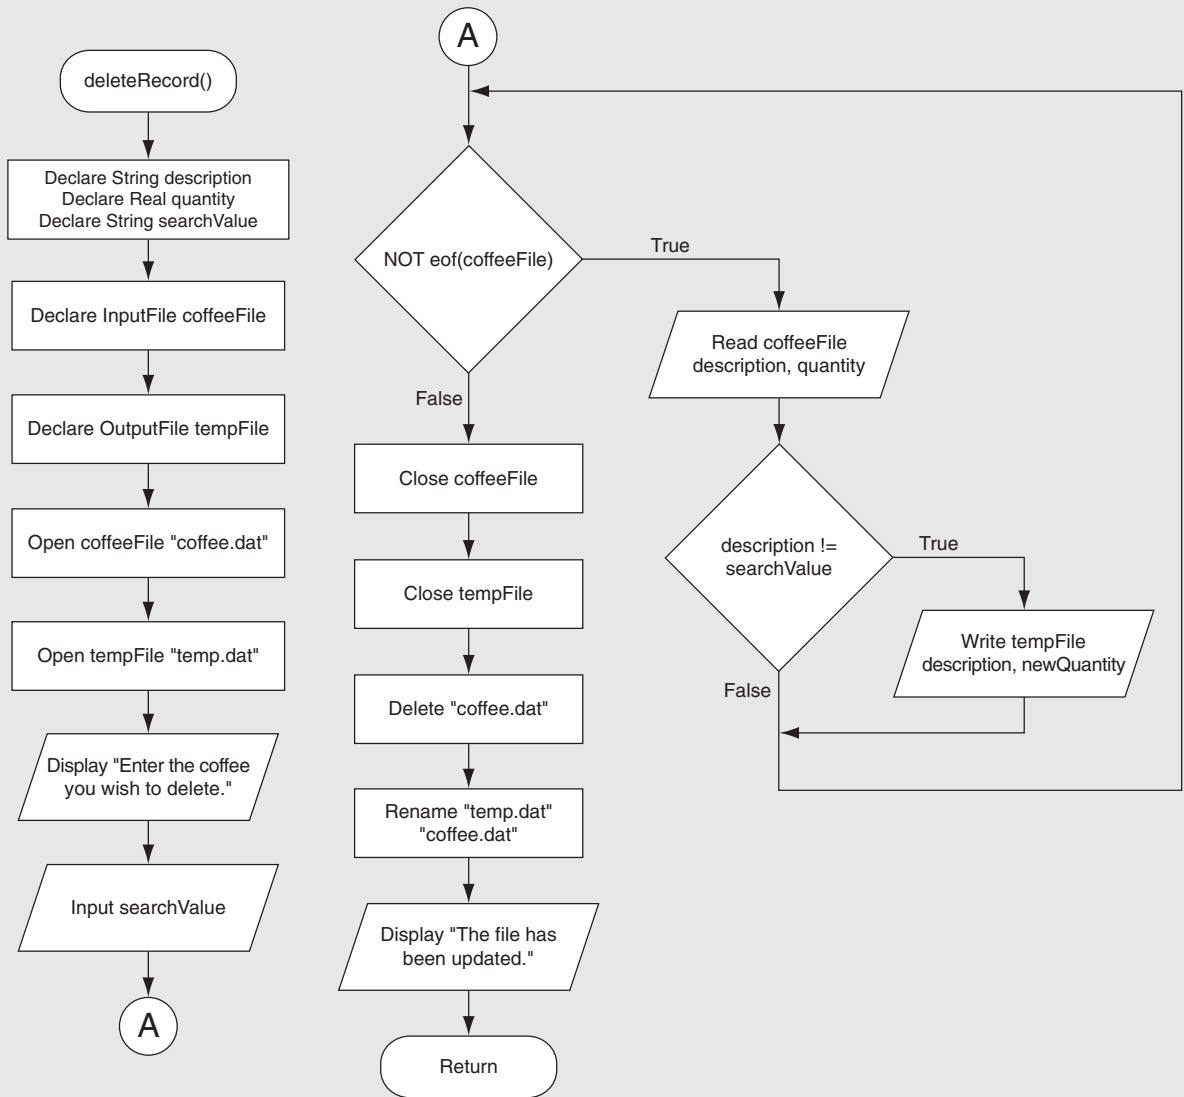 deleteRecord()
Declare String description
Declare Real quantity
Declare String searchValue
Declare InputFile coffeeFile
Declare OutputFile tempFile
Open coffeeFile "coffee.dat"
Open tempFile "temp.dat"
Display "Enter the coffee
you wish to delete."
Input searchValue
A
A
NOT eof(coffeeFile)
True
Read coffeeFile
description, quantity
description !=
searchValue
True
Write tempFile
description, newQuantity
False
False
Close coffeeFile
Close tempFile
Delete "coffee.dat"
Rename "temp.dat"
"coffee.dat"
Display "The file has
been updated."
Return